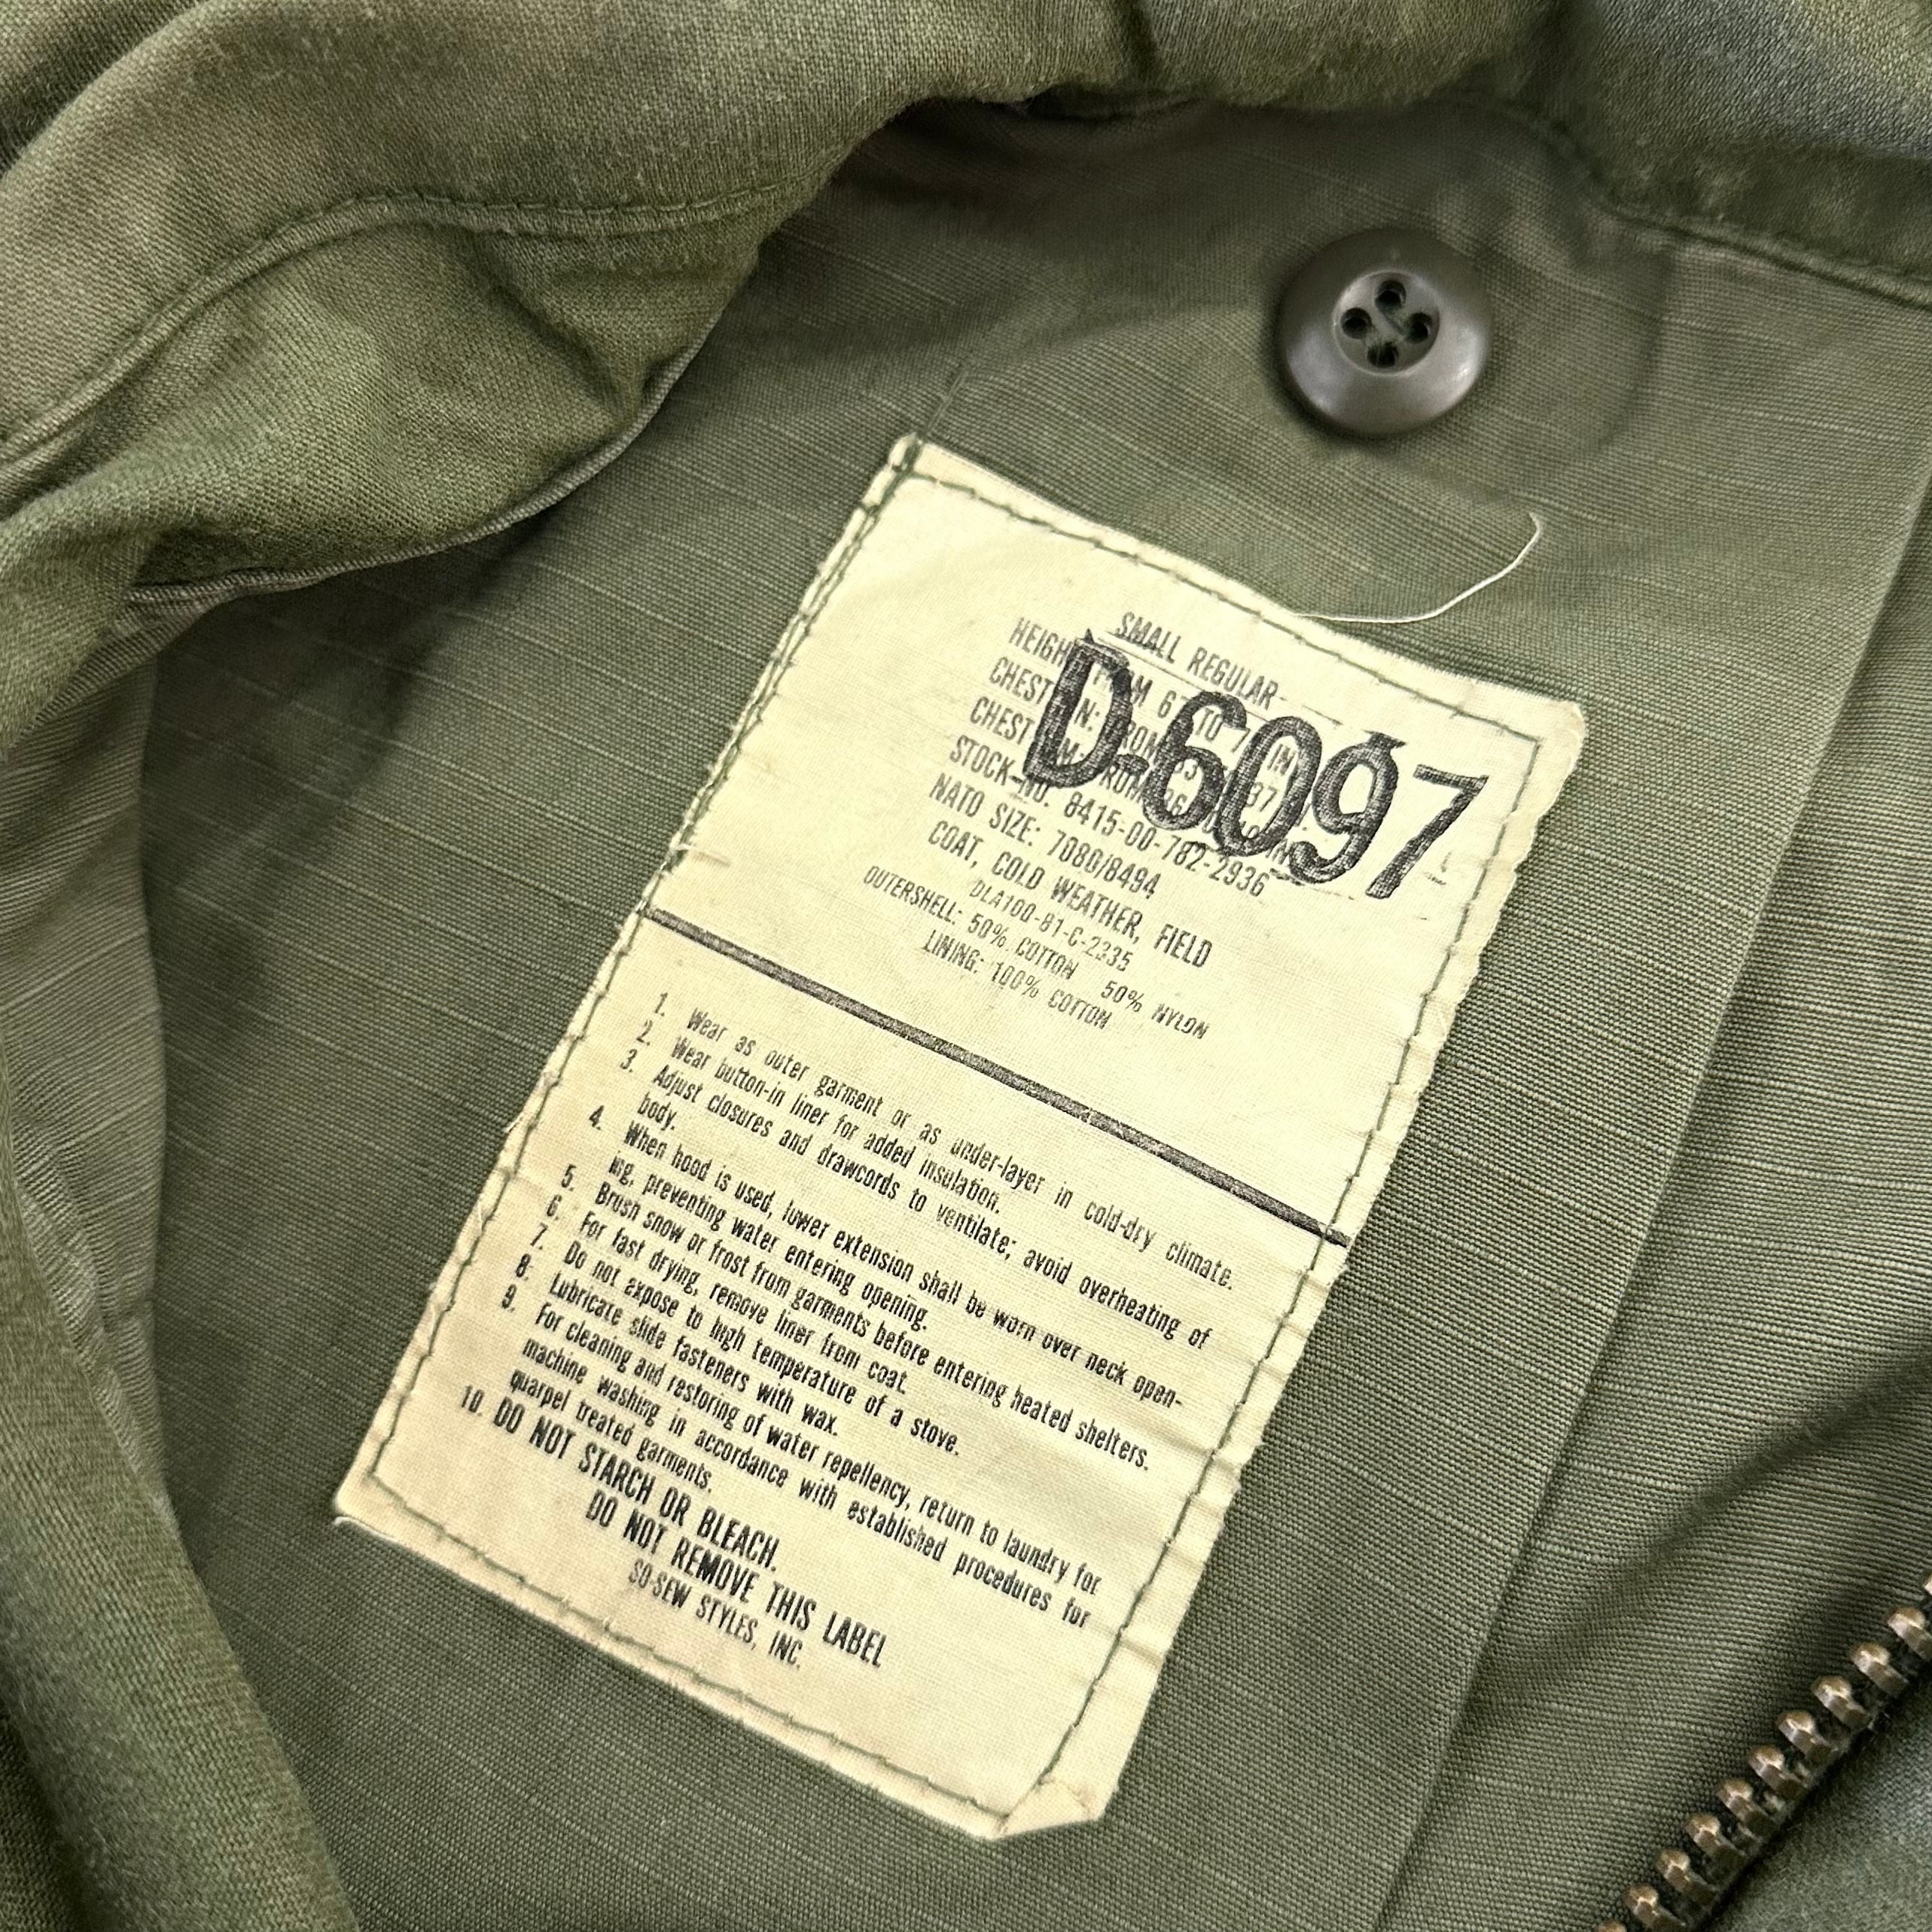 SMALL REGULAR
D-6097
CHEST
CHEST
STOCK NO. 8415-00-782-2936
NATO SIZE: 7080/8494
COAT, COLD WEATHER, FIELD
DLA100-81-C-2335
OUTERSHELL: 50% COTTON 50% NYLON
LINING: 100% COTTON
1. Wear as outer garment or as under-layer in cold-dry climate.
2. Wear button-in liner for added insulation.
3. Adjust closures and drawcords to ventilate; avoid overheating of
body.
4. When hood is used, lower extension shall be worn over neck open-
ing, preventing water entering opening.
5. Brush snow or frost from garments before entering heated shelters.
6. For fast drying, remove liner from coat.
7. Do not expose to high temperature of a stove.
8. Lubricate slide fasteners with wax.
9. For cleaning and restoring of water repellency, return to laundry for
machine washing in accordance with established procedures for
quarpel treated garments.
10. DO NOT STARCH OR BLEACH.
DO NOT REMOVE THIS LABEL
SO-SEW STYLES, INC.